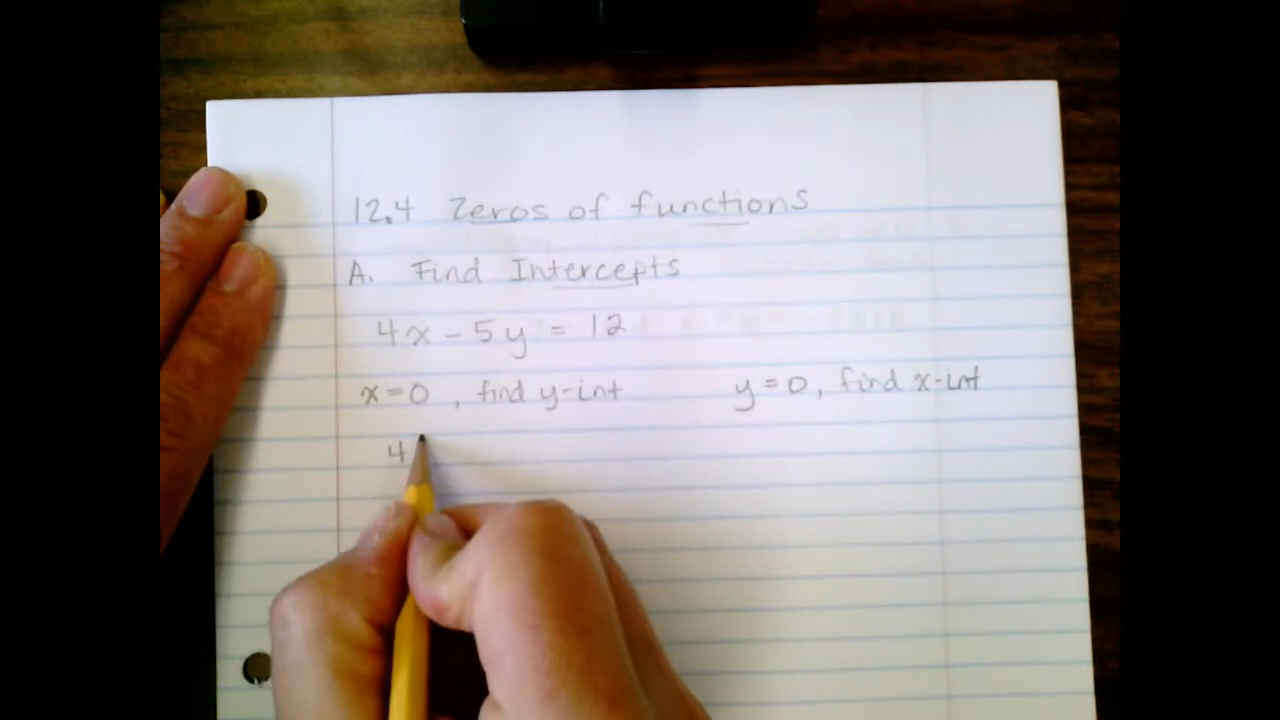 12.4 Zeros of functions
A. Find Intercepts
4x - 5y = 12
x = 0 , find y-int y = 0, find x-int
4